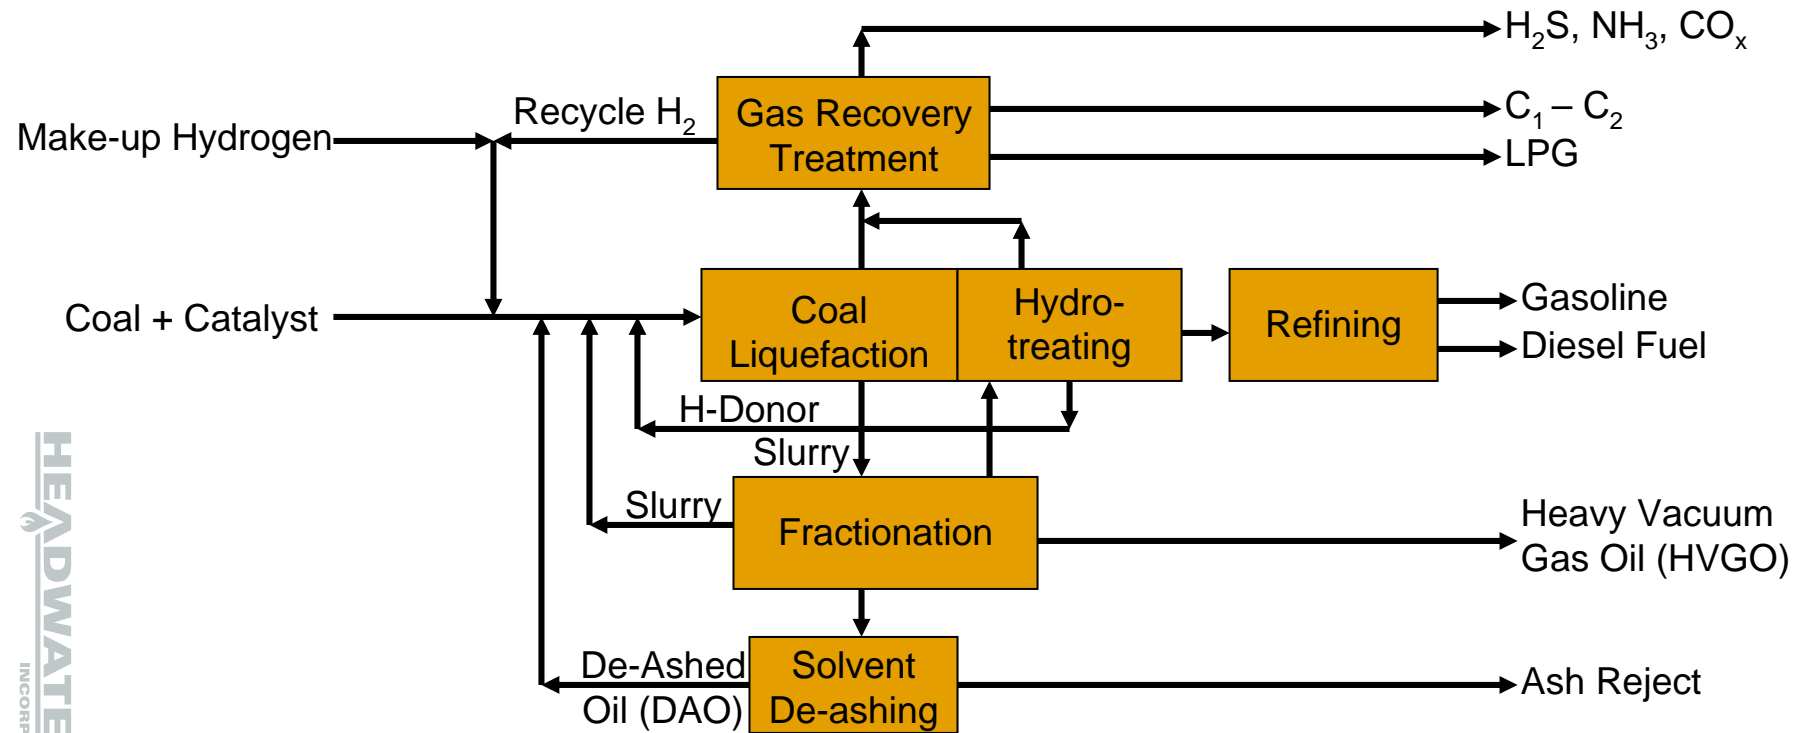 H₂S, NH₃, COₓ
Recycle H₂
Gas Recovery
Treatment
C₁ – C₂
LPG
Make-up Hydrogen
Coal + Catalyst
Coal
Liquefaction
Hydro-
treating
Refining
Gasoline
Diesel Fuel
H-Donor
Slurry
Slurry
Fractionation
Heavy Vacuum
Gas Oil (HVGO)
De-Ashed
Oil (DAO)
Solvent
De-ashing
Ash Reject
HEADWATE
INCORP